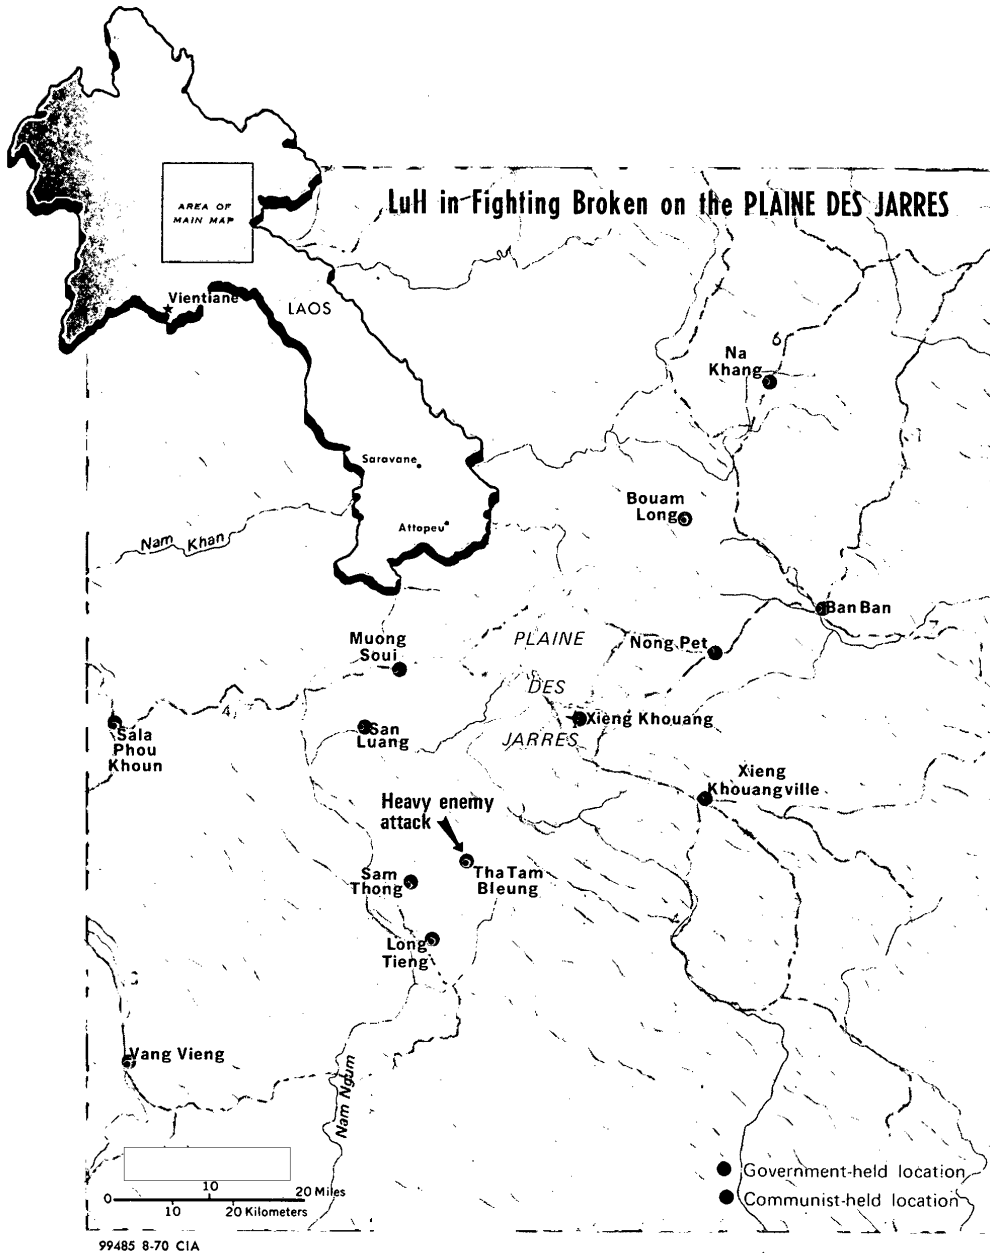 LuH in Fighting Broken on the PLAINE DES JARRES
AREA OF
MAIN MAP
Vientiane
LAOS
Saravane
Attopeu
6
Na
Khang
Bouam
Long
Nam Khan
Ban Ban
Muong
Soui
PLAINE
Nong Pet
DES
4
Xieng Khouang
Sala
Phou
Khoun
San
Luang
JARRES
Xieng
Khouangville
Heavy enemy
attack
Sam
Thong
Tha Tam
Bleung
Long
Tieng
Vang Vieng
Nam Ngum
Government-held location
Communist-held location
0 10 20 Miles
10 20 Kilometers
99485 8-70 CIA